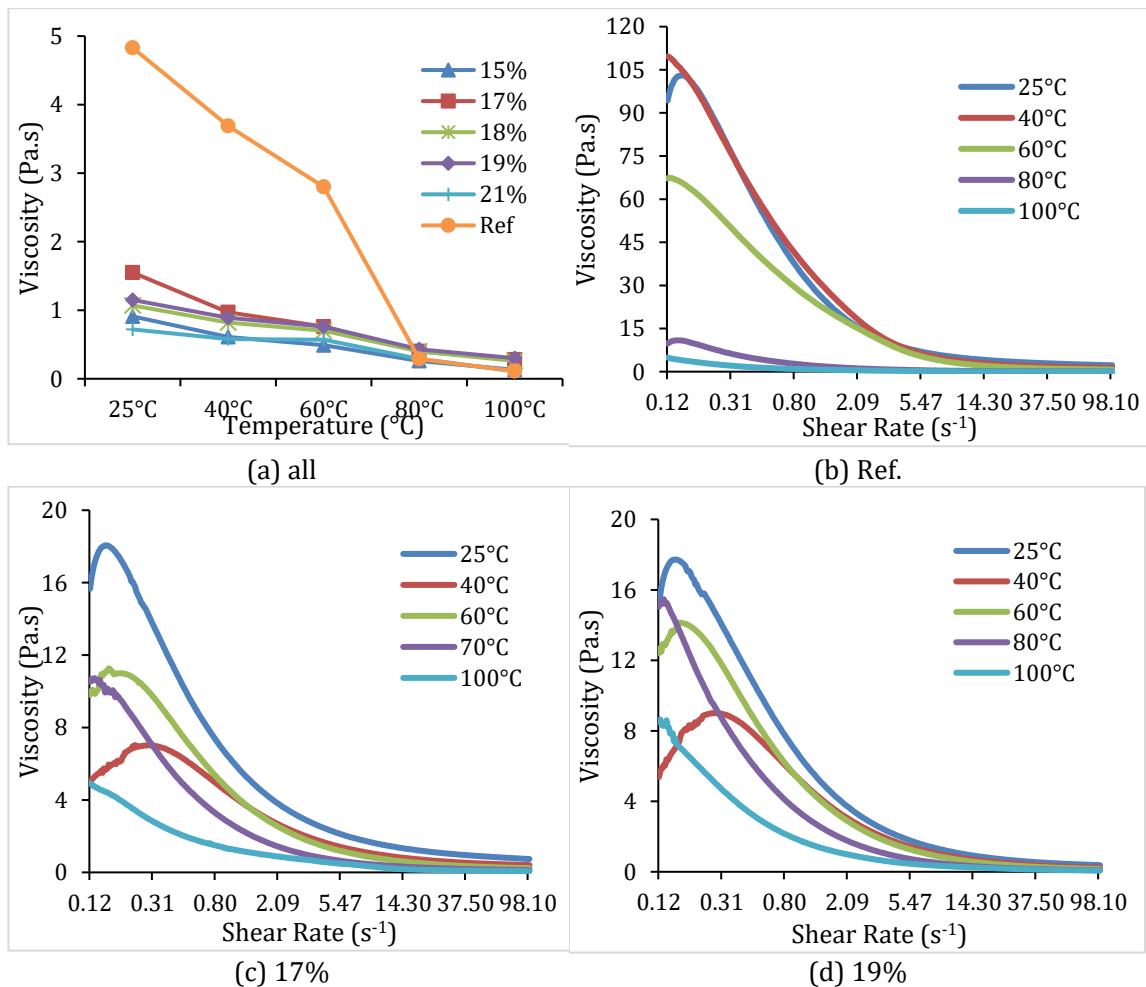 5
4
3
2
1
0
Viscosity (Pa.s)
15%
17%
18%
19%
21%
Ref
25°C 40°C 60°C 80°C 100°C
Temperature (°C)
(a) all
120
105
90
75
60
45
30
15
0
Viscosity (Pa.s)
25°C
40°C
60°C
80°C
100°C
0.12 0.31 0.80 2.09 5.47 14.30 37.50 98.10
Shear Rate (s-1)
(b) Ref.
20
16
12
8
4
0
Viscosity (Pa.s)
25°C
40°C
60°C
70°C
100°C
0.12 0.31 0.80 2.09 5.47 14.30 37.50 98.10
Shear Rate (s-1)
(c) 17%
20
16
12
8
4
0
Viscosity (Pa.s)
25°C
40°C
60°C
80°C
100°C
0.12 0.31 0.80 2.09 5.47 14.30 37.50 98.10
Shear Rate (s-1)
(d) 19%